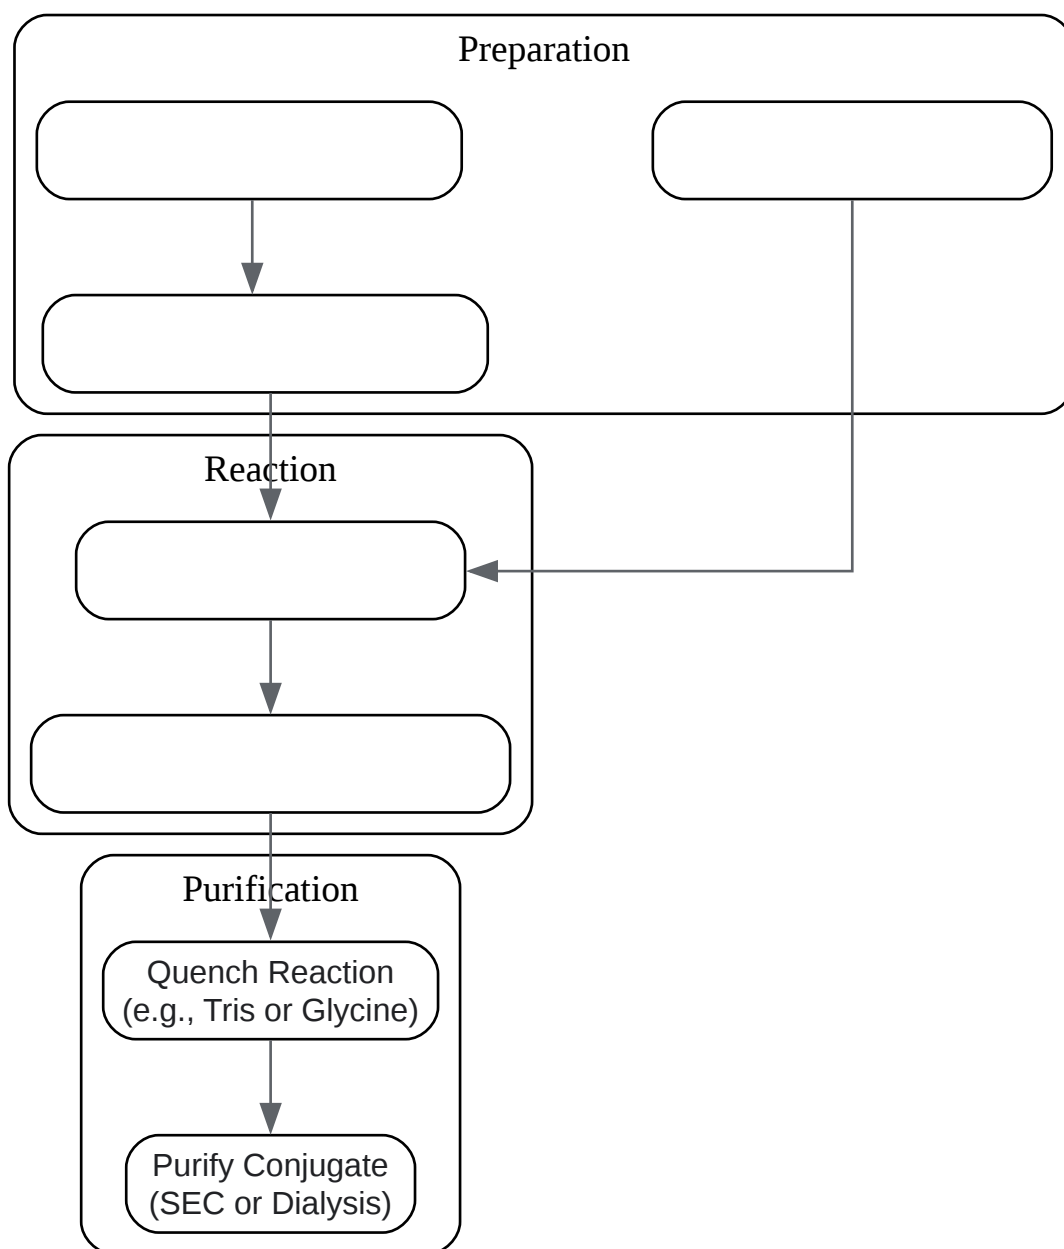 Preparation
Reaction
Purification
Quench Reaction
(e.g., Tris or Glycine)
Purify Conjugate
(SEC or Dialysis)